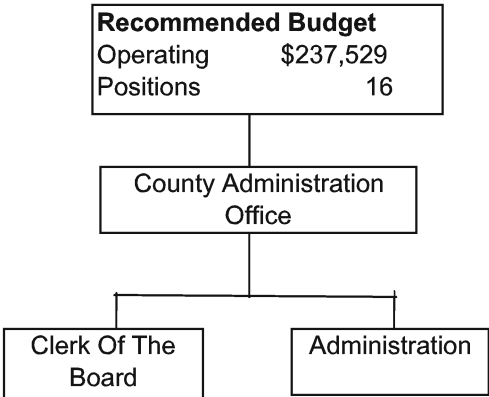 Recommended Budget
Operating $237,529
Positions 16
County Administration
Office
Clerk Of The
Board
Administration